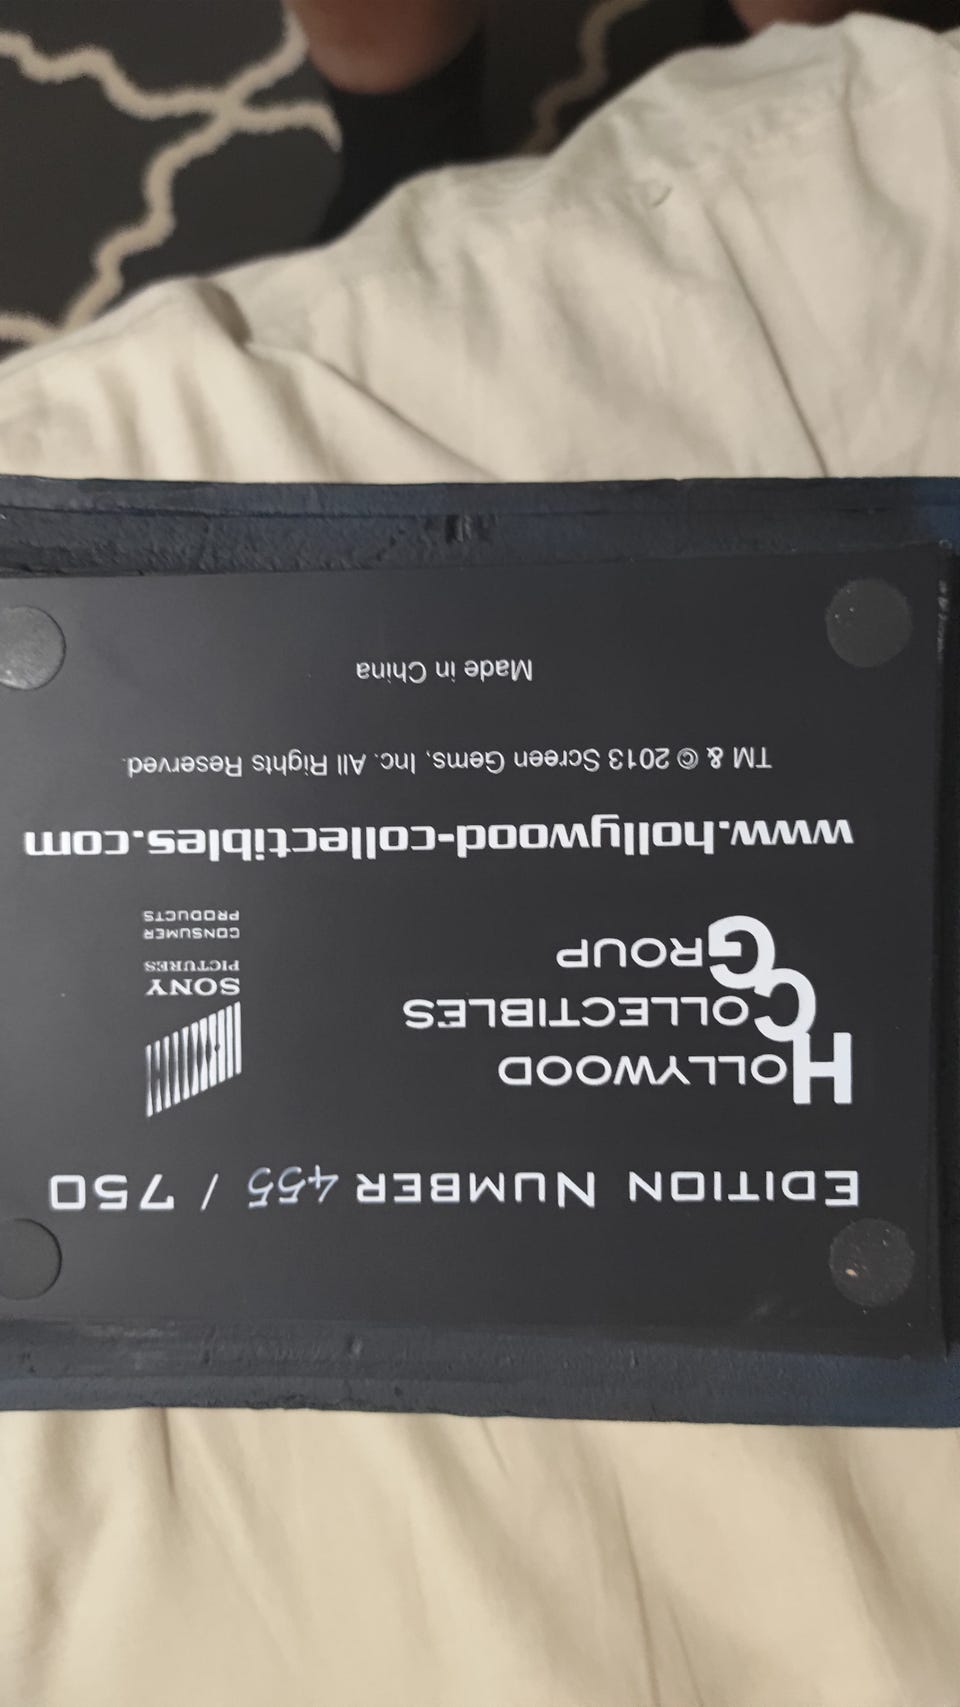 EDITION NUMBER 455 / 750
HOLLYWOOD
COLLECTIBLES
GROUP
SONY
PICTURES
CONSUMER
PRODUCTS
www.hollywood-collectibles.com
TM & © 2013 Screen Gems, Inc. All Rights Reserved.
Made in China